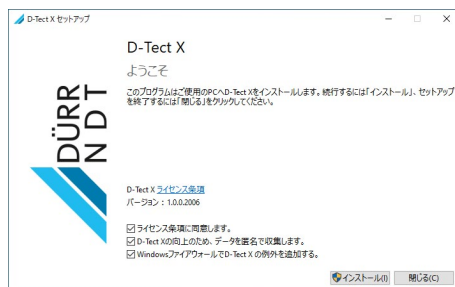 D-Tect X セットアップ
D-Tect X
ようこそ
このプログラムはご使用のPCへD-Tect Xをインストールします。続行するには「インストール」、セットアップ
を終了するには「閉じる」をクリックしてください。
DÜRR
NDT
D-Tect X ライセンス条項
バージョン：1.0.0.2006
ライセンス条項に同意します。
D-Tect Xの向上のため、データを匿名で収集します。
WindowsファイアウォールでD-Tect X の例外を追加する。
インストール(I)
閉じる(C)